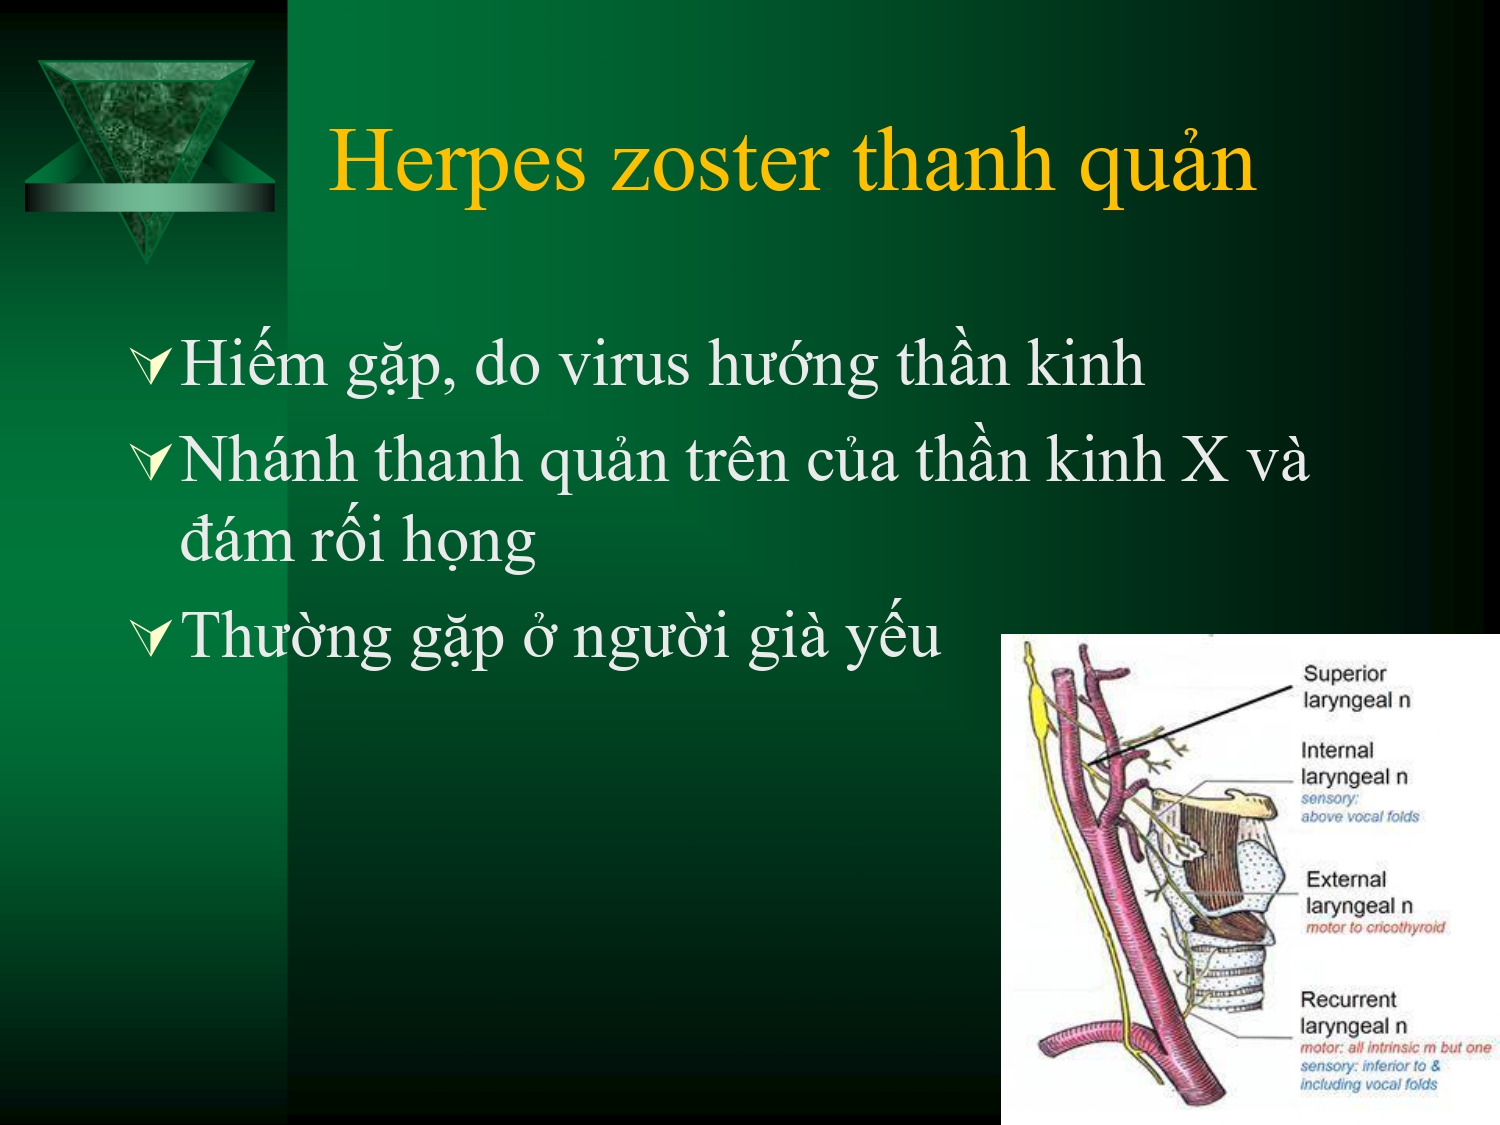 Herpes zoster thanh quản
Hiếm gặp, do virus hướng thần kinh
Nhánh thanh quản trên của thần kinh X và
đám rối họng
Thường gặp ở người già yếu
Superior
laryngeal n
Internal
laryngeal n
sensory:
above vocal folds
External
laryngeal n
motor to cricothyroid
Recurrent
laryngeal n
motor: all intrinsic m but one
sensory: inferior to &
including vocal folds